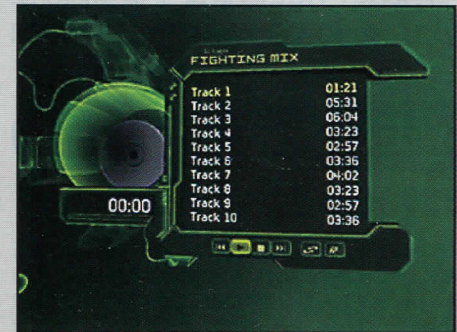 FIGHTING MIX
Track 1 01:21
Track 2 05:31
Track 3 06:04
Track 4 03:23
Track 5 02:57
Track 6 03:36
Track 7 04:02
Track 8 03:23
Track 9 02:57
Track 10 03:36
00:00